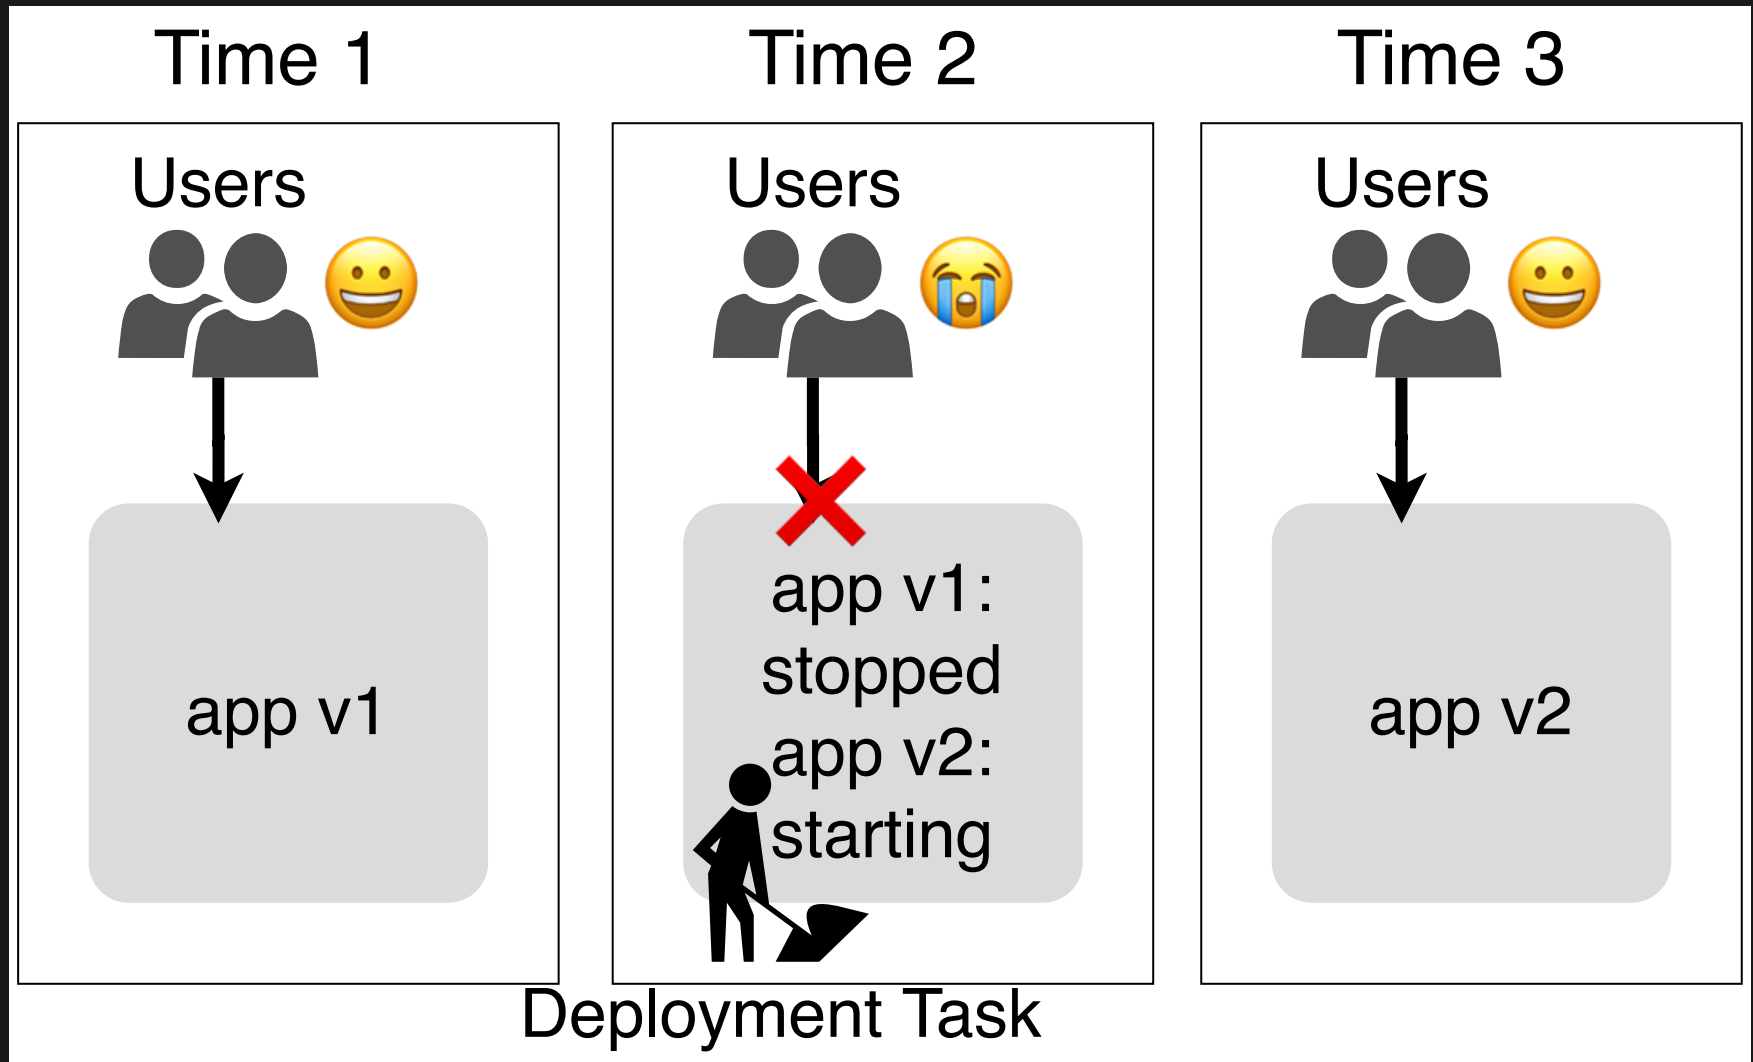 Time 1
Users
app v1
Time 2
Users
app v1:
stopped
app v2:
starting
Deployment Task
Time 3
Users
app v2